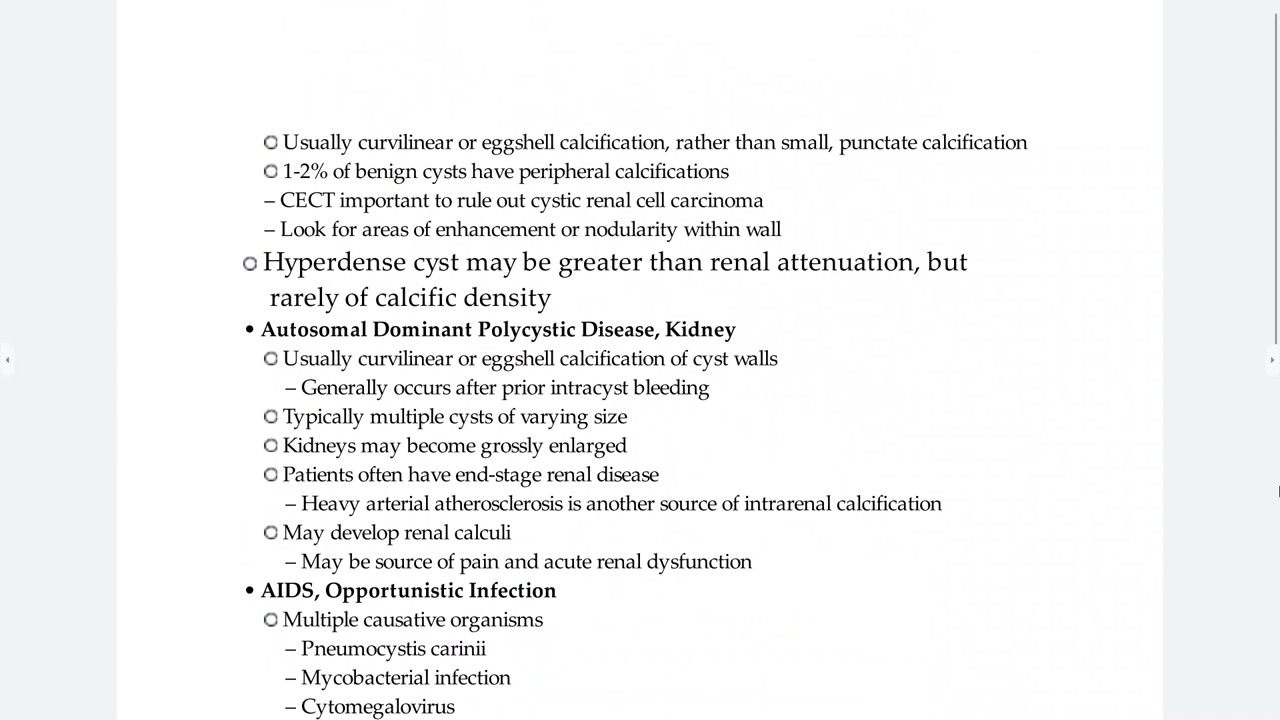 ○ Usually curvilinear or eggshell calcification, rather than small, punctate calcification
○ 1-2% of benign cysts have peripheral calcifications
– CECT important to rule out cystic renal cell carcinoma
– Look for areas of enhancement or nodularity within wall
○ Hyperdense cyst may be greater than renal attenuation, but
rarely of calcific density
• Autosomal Dominant Polycystic Disease, Kidney
○ Usually curvilinear or eggshell calcification of cyst walls
– Generally occurs after prior intracyst bleeding
○ Typically multiple cysts of varying size
○ Kidneys may become grossly enlarged
○ Patients often have end-stage renal disease
– Heavy arterial atherosclerosis is another source of intrarenal calcification
○ May develop renal calculi
– May be source of pain and acute renal dysfunction
• AIDS, Opportunistic Infection
○ Multiple causative organisms
– Pneumocystis carinii
– Mycobacterial infection
– Cytomegalovirus